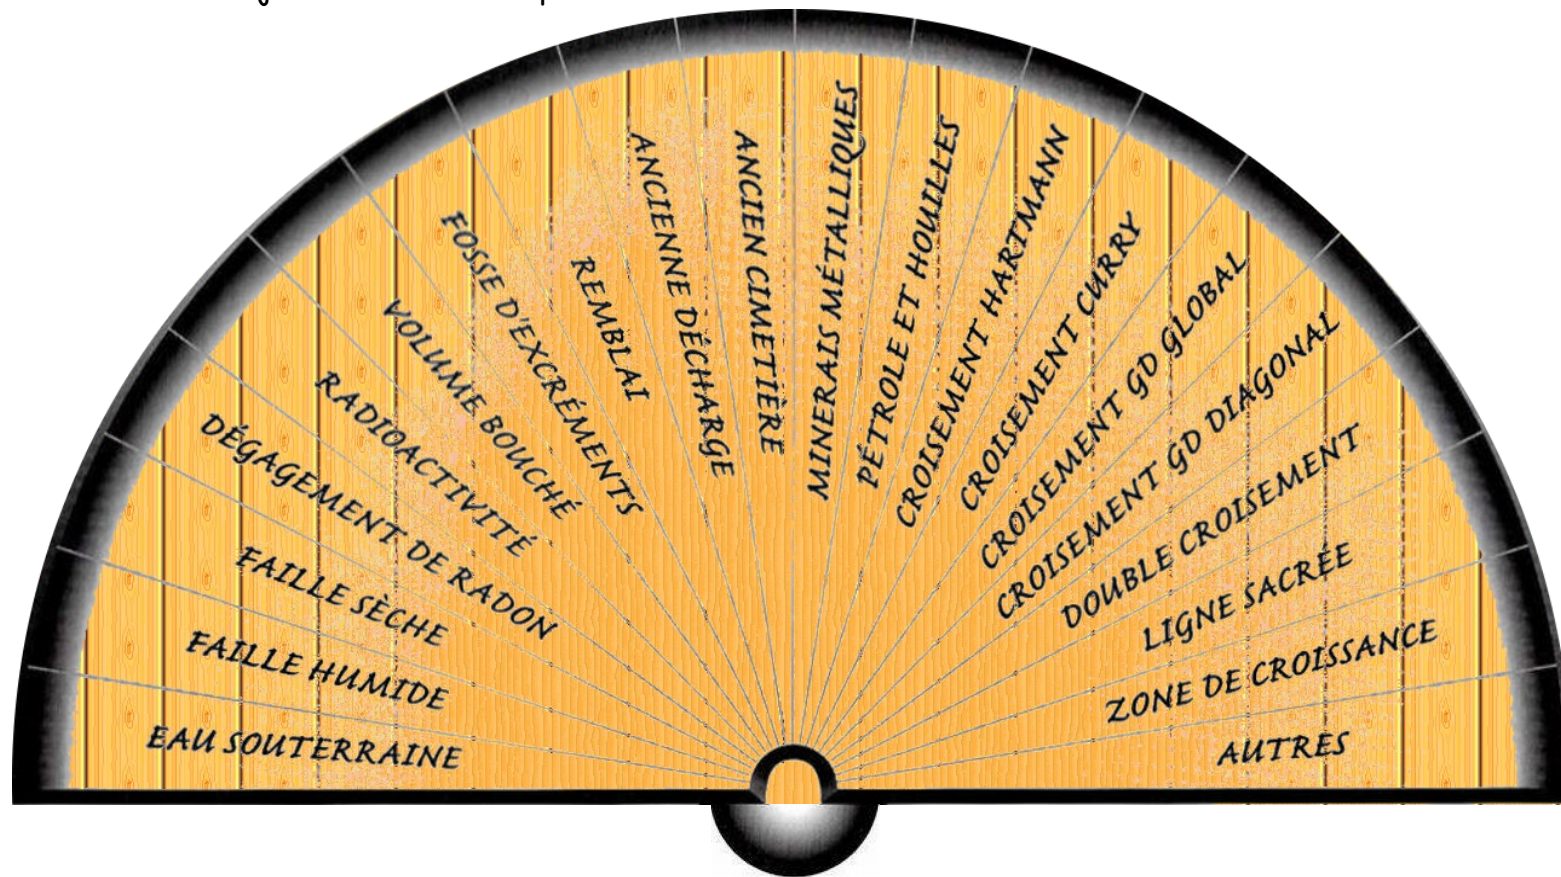 EAU SOUTERRAINE
FAILLE HUMIDE
FAILLE SÈCHE
DÉGAGEMENT DE RADON
RADIOACTIVITÉ
VOLUME BOUCHÉ
FOSSE D'EXCRÉMENTS
REMBLAI
ANCIENNE DÉCHARGE
ANCIEN CIMETIÈRE
MINERAIS MÉTALLIQUES
PÉTROLE ET HOUILLES
CROISEMENT HARTMANN
CROISEMENT CURRY
CROISEMENT GD GLOBAL
CROISEMENT GD DIAGONAL
DOUBLE CROISEMENT
LIGNE SACRÉE
ZONE DE CROISSANCE
AUTRES